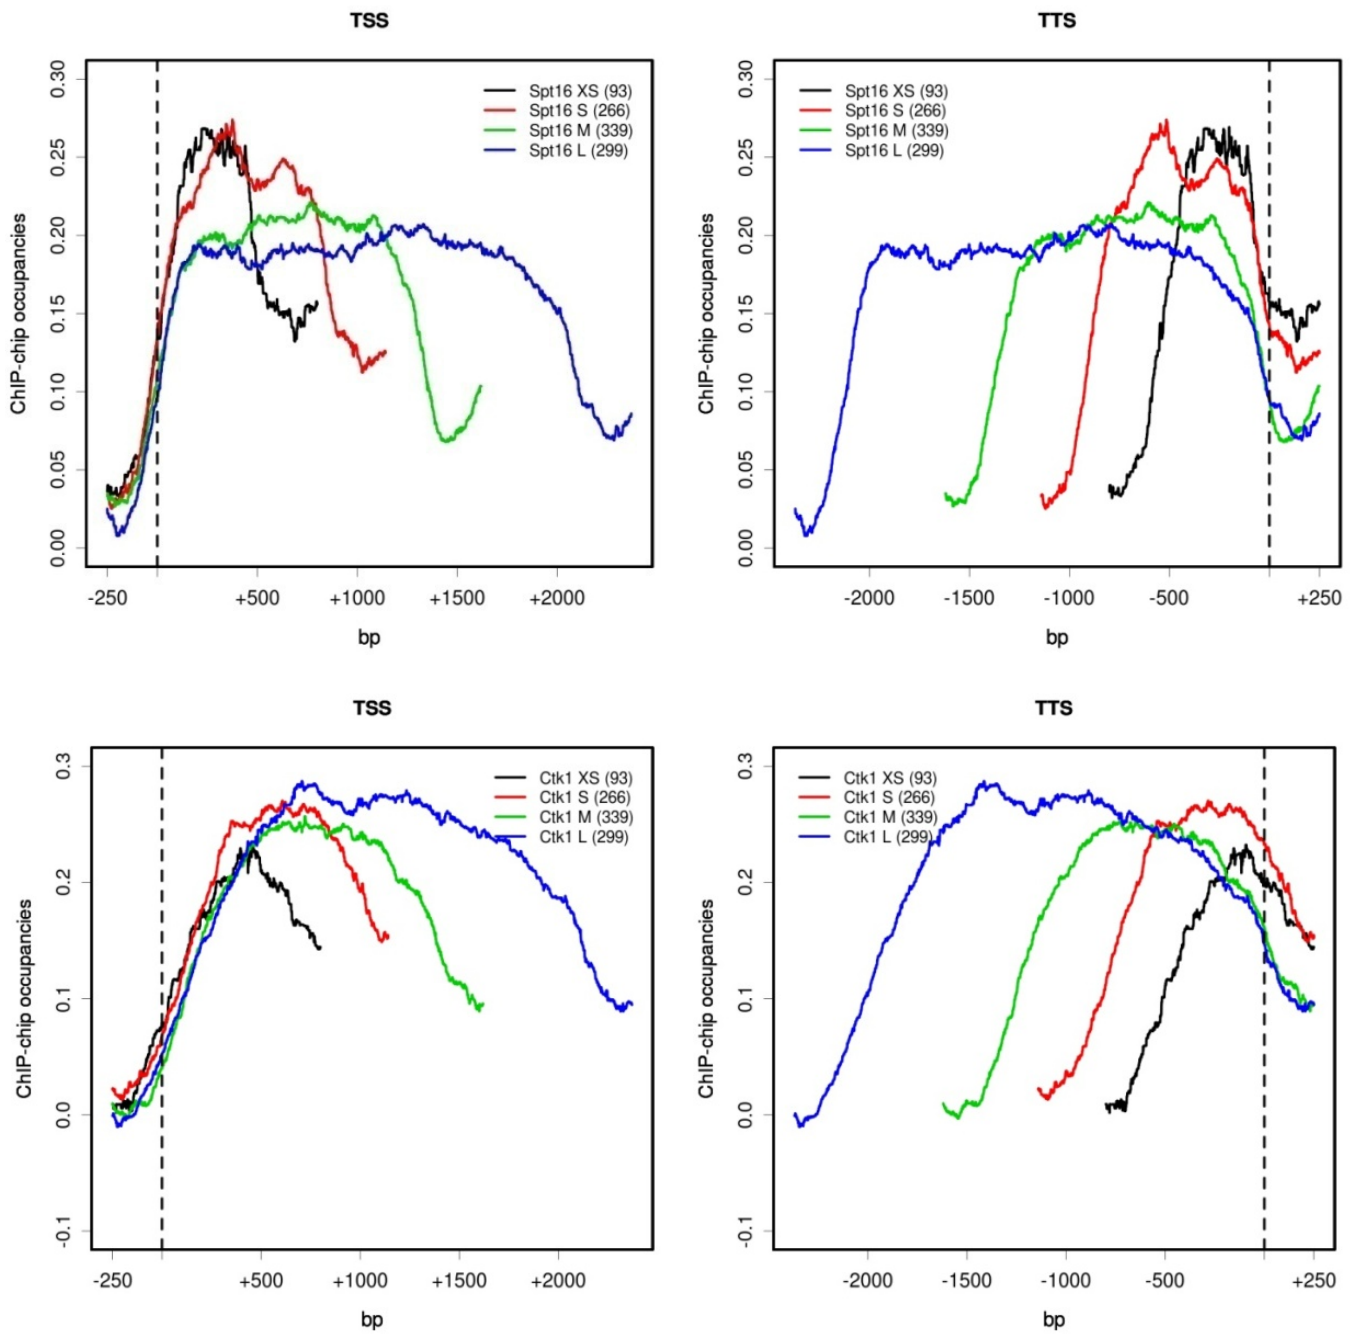 TSS
ChIP-chip occupancies
0.30
0.25
0.20
0.15
0.10
0.05
0.00
Spt16 XS (93)
Spt16 S (266)
Spt16 M (339)
Spt16 L (299)
-250
+500
+1000
+1500
+2000
bp
TTS
ChIP-chip occupancies
0.30
0.25
0.20
0.15
0.10
0.05
0.00
Spt16 XS (93)
Spt16 S (266)
Spt16 M (339)
Spt16 L (299)
-2000
-1500
-1000
-500
+250
bp
TSS
ChIP-chip occupancies
0.3
0.2
0.1
0.0
-0.1
Ctk1 XS (93)
Ctk1 S (266)
Ctk1 M (339)
Ctk1 L (299)
-250
+500
+1000
+1500
+2000
bp
TTS
ChIP-chip occupancies
0.3
0.2
0.1
0.0
-0.1
Ctk1 XS (93)
Ctk1 S (266)
Ctk1 M (339)
Ctk1 L (299)
-2000
-1500
-1000
-500
+250
bp